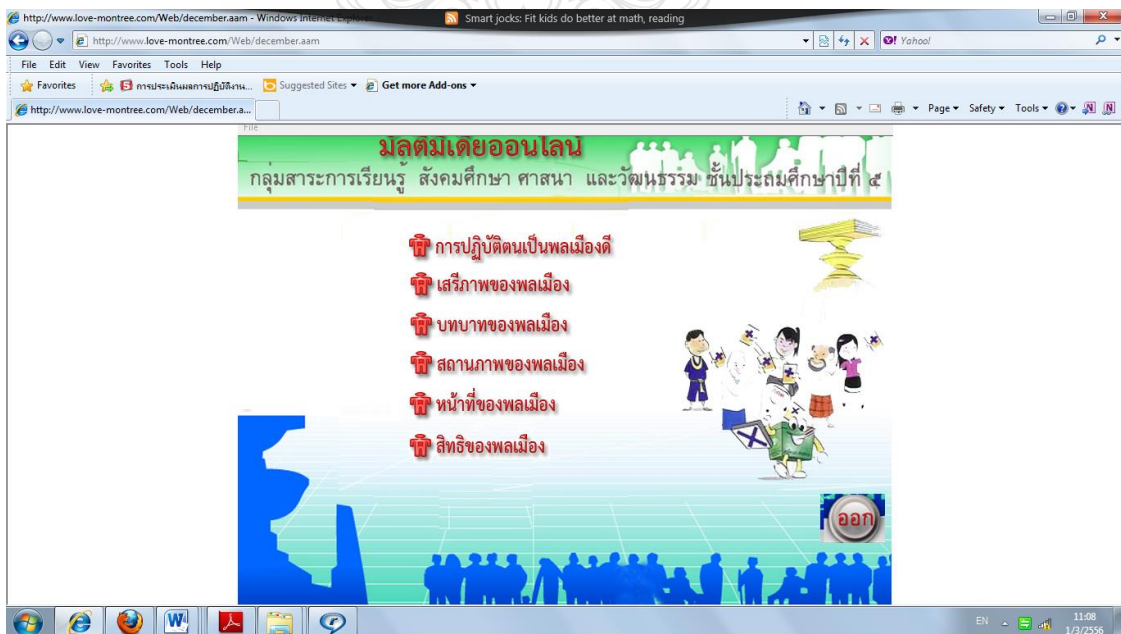 http://www.love-montree.com/Web/december.aam - Windows Internet Explorer
Smart jocks: Fit kids do better at math, reading
http://www.love-montree.com/Web/december.aam
Yahoo!
File Edit View Favorites Tools Help
Favorites การประเมินผลการปฏิบัติงาน... Suggested Sites Get more Add-ons
http://www.love-montree.com/Web/december.a...
Page Safety Tools
File
มัลติมีเดียออนไลน์
กลุ่มสาระการเรียนรู้ สังคมศึกษา ศาสนา และวัฒนธรรม ชั้นประถมศึกษาปีที่ ๕
การปฏิบัติตนเป็นพลเมืองดี
เสรีภาพของพลเมือง
บทบาทของพลเมือง
สถานภาพของพลเมือง
หน้าที่ของพลเมือง
สิทธิของพลเมือง
ออก
EN
11:08
1/3/2556